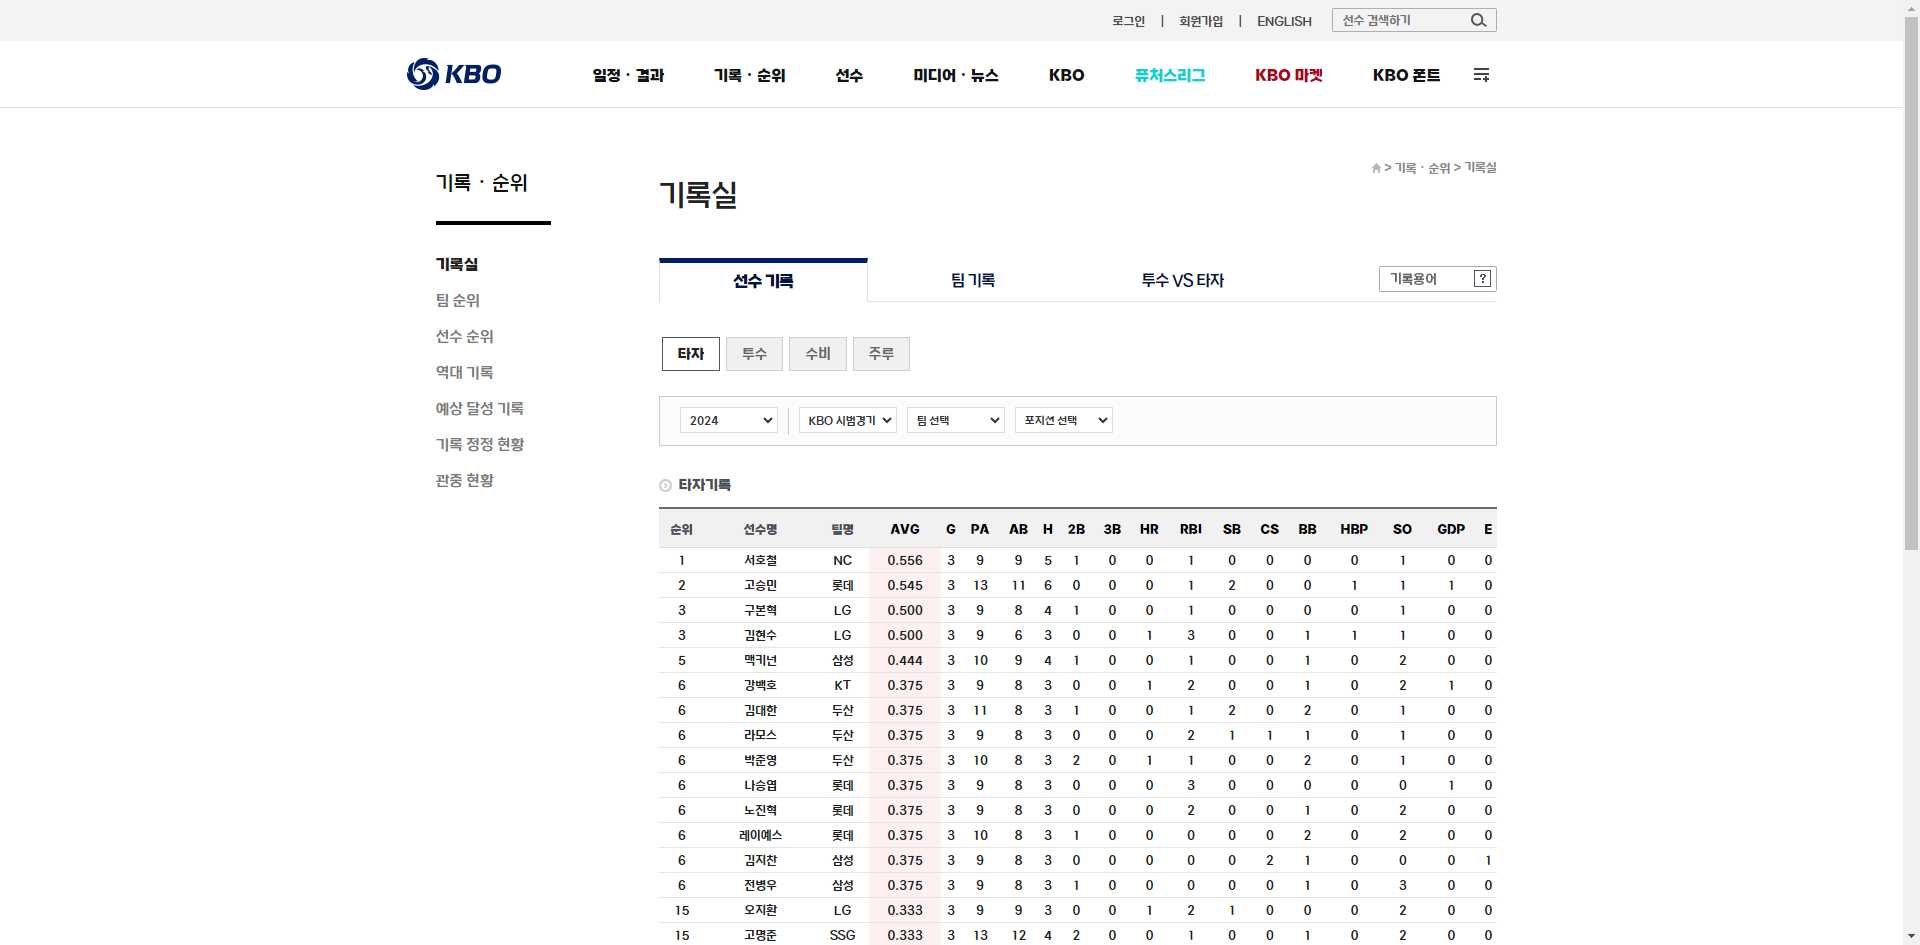 로그인 | 회원가입 | ENGLISH 선수 검색하기
KBO 일정 · 결과 기록 · 순위 선수 미디어 · 뉴스 KBO 퓨처스리그 KBO 마켓 KBO 폰트
> 기록 · 순위 > 기록실
기록 · 순위
기록실
팀 순위
선수 순위
역대 기록
예상 달성 기록
기록 정정 현황
관중 현황
기록실
선수 기록 팀 기록 투수 VS 타자 기록용어 ?
타자 투수 수비 주루
2024 KBO 시범경기 팀 선택 포지션 선택
타자기록
순위 선수명 팀명 AVG G PA AB H 2B 3B HR RBI SB CS BB HBP SO GDP E
1 서호철 NC 0.556 3 9 9 5 1 0 0 1 0 0 0 0 1 0 0
2 고승민 롯데 0.545 3 13 11 6 0 0 0 1 2 0 0 1 1 1 0
3 구본혁 LG 0.500 3 9 8 4 1 0 0 1 0 0 0 0 1 0 0
3 김현수 LG 0.500 3 9 6 3 0 0 1 3 0 0 1 1 1 0 0
5 맥키넌 삼성 0.444 3 10 9 4 1 0 0 1 0 0 1 0 2 0 0
6 강백호 KT 0.375 3 9 8 3 0 0 1 2 0 0 1 0 2 1 0
6 김대한 두산 0.375 3 11 8 3 1 0 0 1 2 0 2 0 1 0 0
6 라모스 두산 0.375 3 9 8 3 0 0 0 2 1 1 1 0 1 0 0
6 박준영 두산 0.375 3 10 8 3 2 0 1 1 0 0 2 0 1 0 0
6 나승엽 롯데 0.375 3 9 8 3 0 0 0 3 0 0 0 0 0 1 0
6 노진혁 롯데 0.375 3 9 8 3 0 0 0 2 0 0 1 0 2 0 0
6 레이예스 롯데 0.375 3 10 8 3 1 0 0 0 0 0 2 0 2 0 0
6 김지찬 삼성 0.375 3 9 8 3 0 0 0 0 0 2 1 0 0 0 1
6 전병우 삼성 0.375 3 9 8 3 1 0 0 0 0 0 1 0 3 0 0
15 오지환 LG 0.333 3 9 9 3 0 0 1 2 1 0 0 0 2 0 0
15 고명준 SSG 0.333 3 13 12 4 2 0 0 1 0 0 1 0 2 0 0